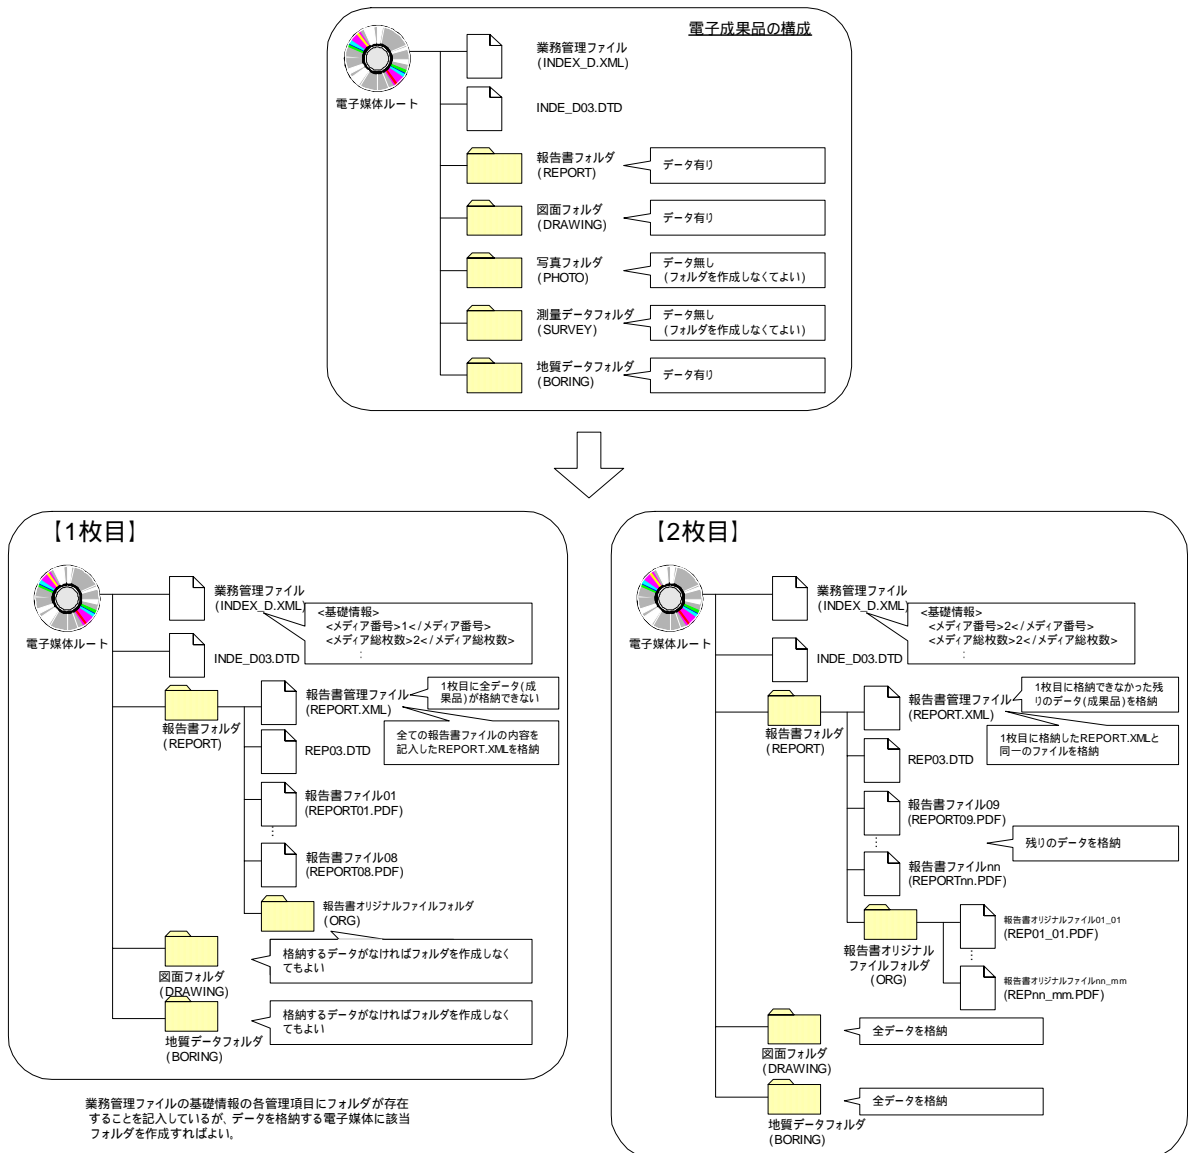 電子成果品の構成
業務管理ファイル
(INDEX_D.XML)
電子媒体ルート
INDE_D03.DTD
報告書フォルダ
(REPORT)
データ有り
図面フォルダ
(DRAWING)
データ有り
写真フォルダ
(PHOTO)
データ無し
(フォルダを作成しなくてよい)
測量データフォルダ
(SURVEY)
データ無し
(フォルダを作成しなくてよい)
地質データフォルダ
(BORING)
データ有り
【1枚目】
業務管理ファイル
(INDEX_D.XML)
<基礎情報>
<メディア番号>1</メディア番号>
<メディア総枚数>2</メディア総枚数>
:
電子媒体ルート
INDE_D03.DTD
報告書フォルダ
(REPORT)
報告書管理ファイル
(REPORT.XML)
1枚目に全データ(成
果品)が格納できない
全ての報告書ファイルの内容を
記入したREPORT.XMLを格納
REP03.DTD
報告書ファイル01
(REPORT01.PDF)
⋮
報告書ファイル08
(REPORT08.PDF)
報告書オリジナルファイルフォルダ
(ORG)
格納するデータがなければフォルダを作成しなく
てもよい
図面フォルダ
(DRAWING)
格納するデータがなければフォルダを作成しなく
てもよい
地質データフォルダ
(BORING)
業務管理ファイルの基礎情報の各管理項目にフォルダが存在
することを記入しているが、データを格納する電子媒体に該当
フォルダを作成すればよい。
【2枚目】
業務管理ファイル
(INDEX_D.XML)
<基礎情報>
<メディア番号>2</メディア番号>
<メディア総枚数>2</メディア総枚数>
:
電子媒体ルート
INDE_D03.DTD
報告書フォルダ
(REPORT)
報告書管理ファイル
(REPORT.XML)
1枚目に格納できなかった残
りのデータ(成果品)を格納
1枚目に格納したREPORT.XMLと
同一のファイルを格納
REP03.DTD
報告書ファイル09
(REPORT09.PDF)
⋮
残りのデータを格納
報告書ファイルnn
(REPORTnn.PDF)
報告書オリジナル
ファイルフォルダ
(ORG)
報告書オリジナルファイル01_01
(REP01_01.PDF)
⋮
報告書オリジナルファイルnn_mm
(REPnn_mm.PDF)
図面フォルダ
(DRAWING)
全データを格納
地質データフォルダ
(BORING)
全データを格納